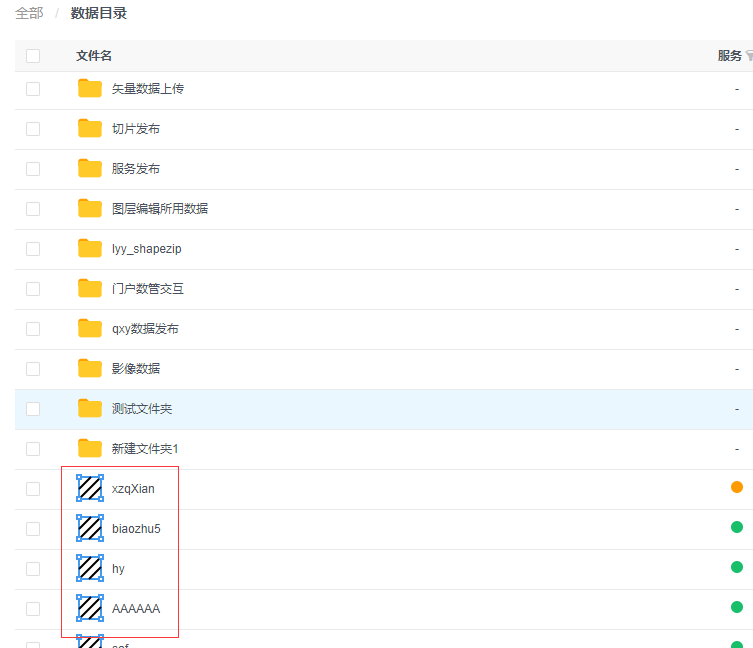 全部 / 数据目录
文件名 服务
矢量数据上传 -
切片发布 -
服务发布 -
图层编辑所用数据 -
lyy_shapezip -
门户数管交互 -
qxy数据发布 -
影像数据 -
测试文件夹 -
新建文件夹1 -
xzqXian
biaozhu5
hy
AAAAAA